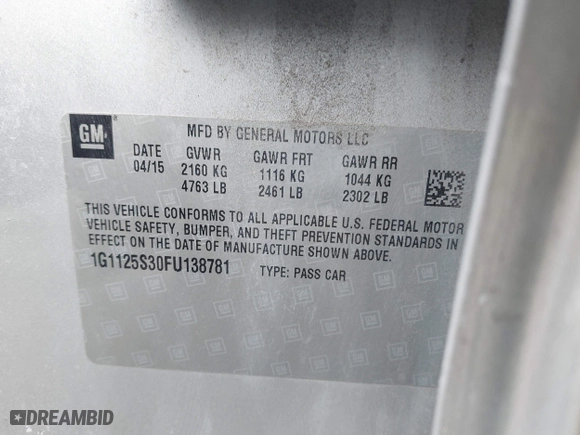 GM
MFD BY GENERAL MOTORS LLC
DATE GVWR GAWR FRT GAWR RR
04/15 2160 KG 1116 KG 1044 KG
4763 LB 2461 LB 2302 LB
THIS VEHICLE CONFORMS TO ALL APPLICABLE U.S. FEDERAL MOTOR
VEHICLE SAFETY, BUMPER, AND THEFT PREVENTION STANDARDS IN
EFFECT ON THE DATE OF MANUFACTURE SHOWN ABOVE.
1G1125S30FU138781 TYPE: PASS CAR
DREAMBID